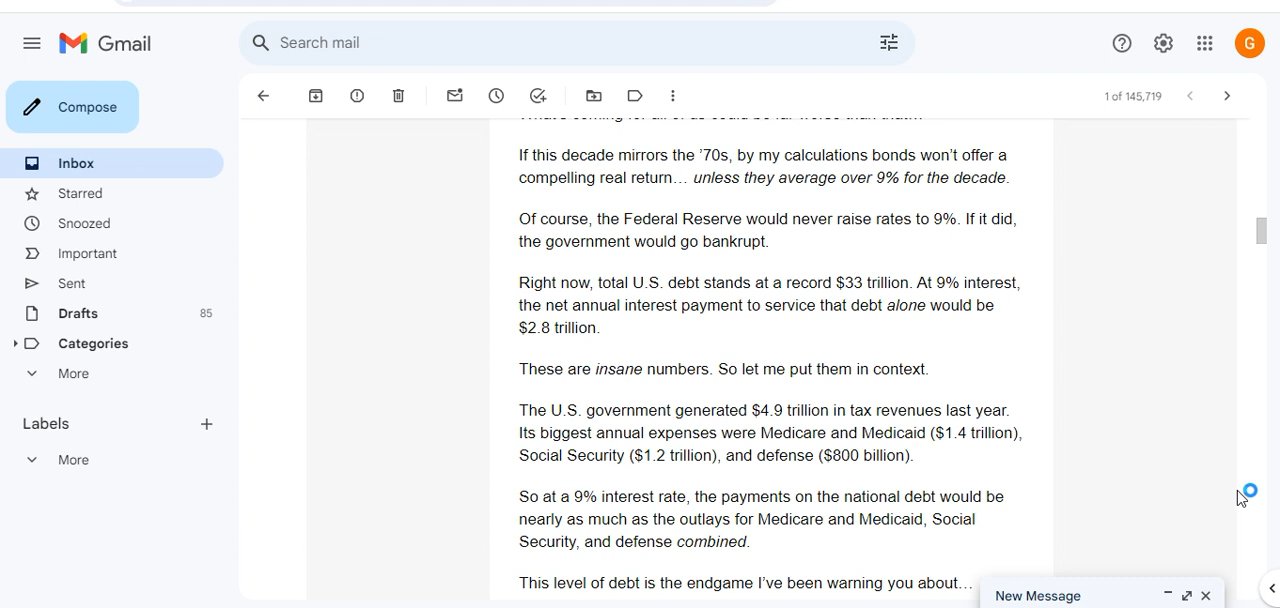 Gmail
Search mail
G
Compose
1 of 145,719
Inbox
Starred
Snoozed
Important
Sent
Drafts 85
Categories
More
Labels
More
If this decade mirrors the ’70s, by my calculations bonds won’t offer a
compelling real return… unless they average over 9% for the decade.
Of course, the Federal Reserve would never raise rates to 9%. If it did,
the government would go bankrupt.
Right now, total U.S. debt stands at a record $33 trillion. At 9% interest,
the net annual interest payment to service that debt alone would be
$2.8 trillion.
These are insane numbers. So let me put them in context.
The U.S. government generated $4.9 trillion in tax revenues last year.
Its biggest annual expenses were Medicare and Medicaid ($1.4 trillion),
Social Security ($1.2 trillion), and defense ($800 billion).
So at a 9% interest rate, the payments on the national debt would be
nearly as much as the outlays for Medicare and Medicaid, Social
Security, and defense combined.
This level of debt is the endgame I’ve been warning you about…
New Message